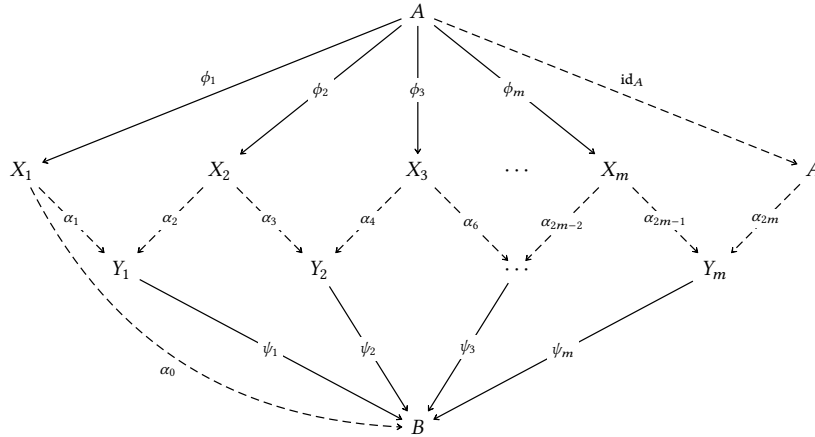 A
ϕ₁ ϕ₂ ϕ₃ ϕₘ id_A
X₁ X₂ X₃ ⋯ Xₘ A
α₁ α₂ α₃ α₄ α₆ α₂ₘ₋₂ α₂ₘ₋₁ α₂ₘ
Y₁ Y₂ ⋯ Yₘ
ψ₁ ψ₂ ψ₃ ψₘ
α₀
B